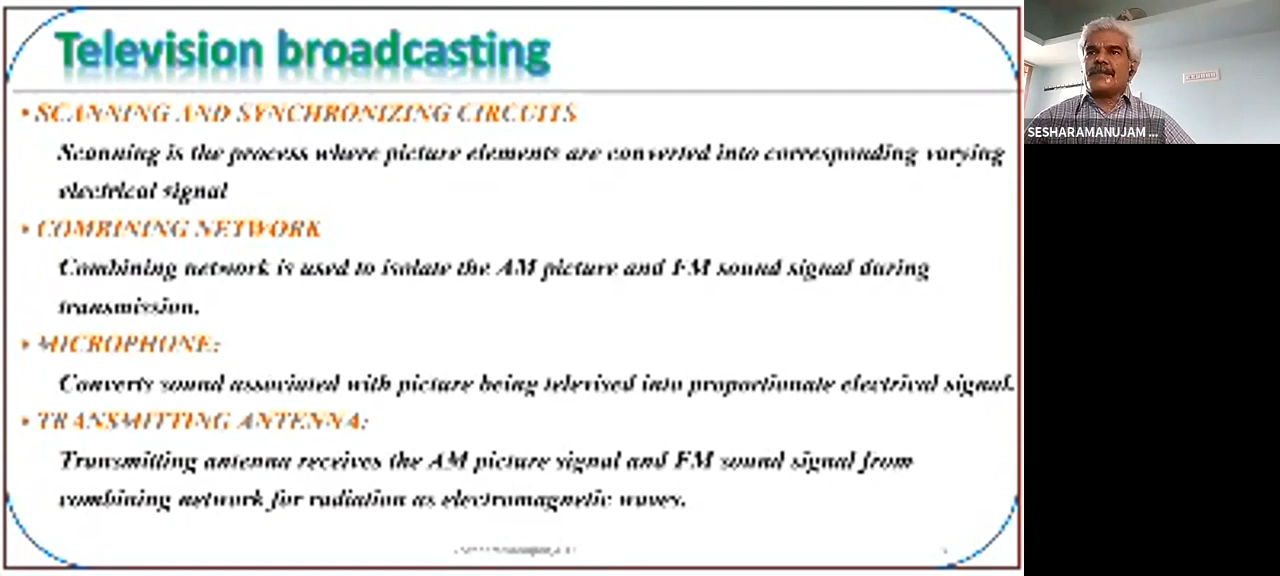 Television broadcasting
• SCANNING AND SYNCHRONIZING CIRCUITS
Scanning is the process where picture elements are converted into corresponding varying
electrical signal
• COMBINING NETWORK
Combining network is used to isolate the AM picture and FM sound signal during
transmission.
• MICROPHONE:
Converts sound associated with picture being televised into proportionate electrical signal.
• TRANSMITTING ANTENNA:
Transmitting antenna receives the AM picture signal and FM sound signal from
combining network for radiation as electromagnetic waves.
SESHARAMANUJAM ...